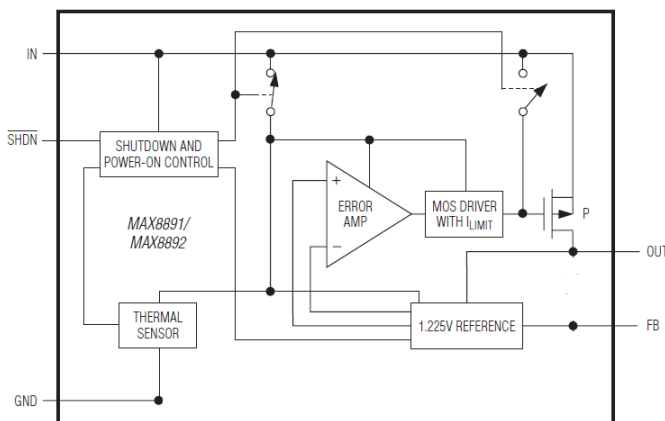 IN
SHDN
SHUTDOWN AND
POWER-ON CONTROL
MAX8891/
MAX8892
THERMAL
SENSOR
GND
+
ERROR
AMP
−
MOS DRIVER
WITH ILIMIT
P
OUT
1.225V REFERENCE
FB